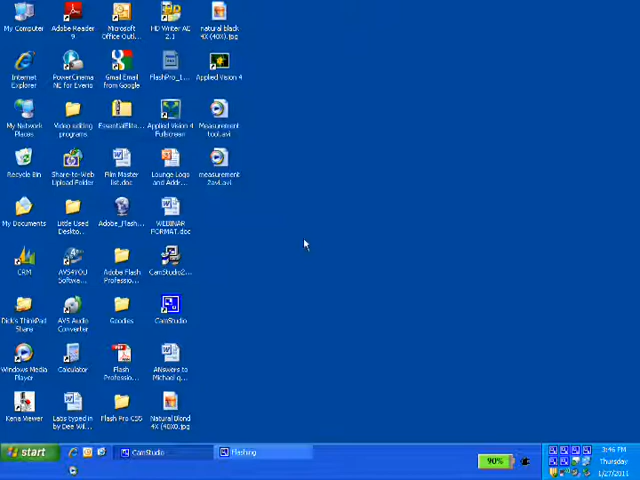 My Computer
Adobe Reader
9
Microsoft
Office Outl...
HD Writer AE
2.1
natural black
4X (40X).jpg
Internet
Explorer
PowerCinema
NE for Everio
Gmail Email
from Google
FlashPro_1...
Applied Vision 4
My Network
Places
Video editing
programs
EssentialElite...
Applied Vision 4
Fullscreen
Measurement
tool.avi
Recycle Bin
Share-to-Web
Upload Folder
Film Master
list.doc
Lounge Logo
and Addr...
measurement
2avi.avi
My Documents
Little Used
Deskto...
Adobe_Flash...
WEBINAR
FORMAT.doc
CRM
AVS4YOU
Softwa...
Adobe Flash
Professio...
CamStudio2...
Dick's ThinkPad
Share
AVS Audio
Converter
Goodies
CamStudio
Windows Media
Player
Calculator
Flash
Professio...
ANswers to
Michael q...
Kena Viewer
Labs typed in
by Dee Wil...
Flash Pro CS5
Natural Blond
4X (40X0.jpg
start
CamStudio
Flashing
90%
3:46 PM
Thursday
1/27/2011